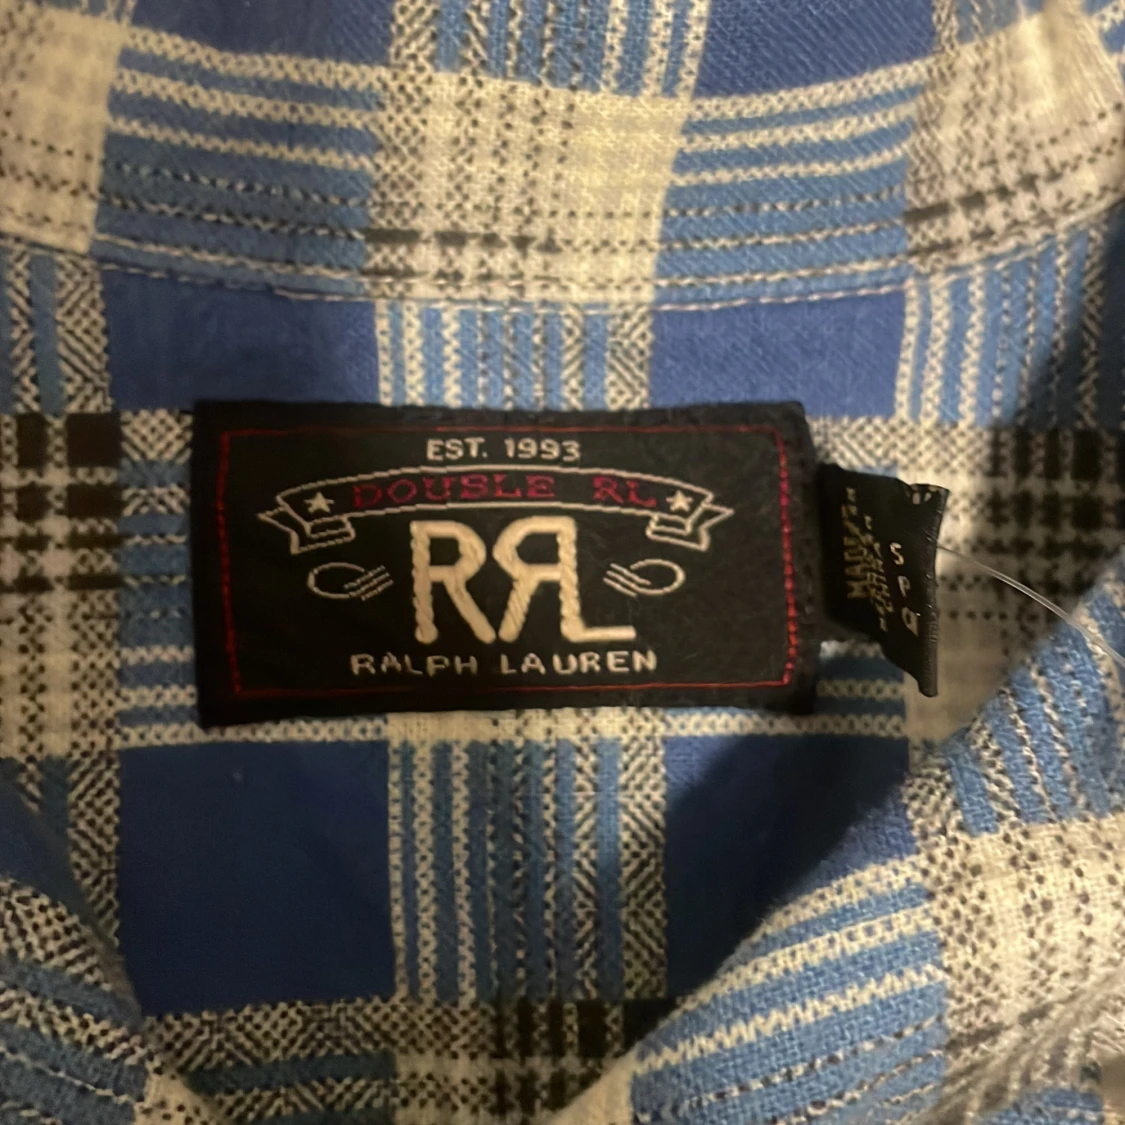 EST. 1993
DOUBLE RL
RRL
RALPH LAUREN
S
P